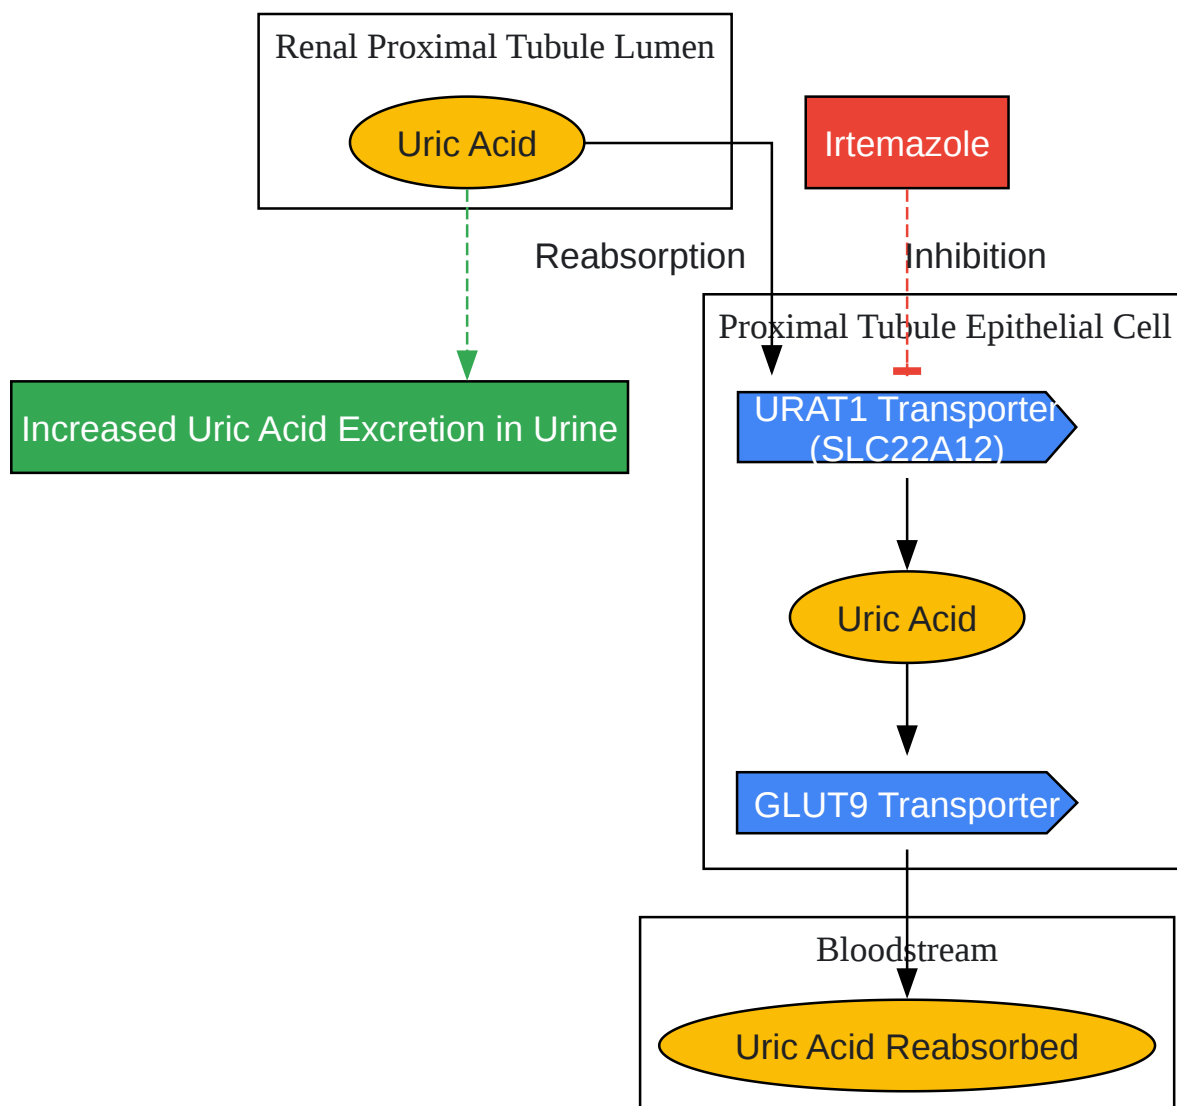 Renal Proximal Tubule Lumen
Uric Acid
Irtemazole
Reabsorption
Inhibition
Proximal Tubule Epithelial Cell
URAT1 Transporter
(SLC22A12)
Increased Uric Acid Excretion in Urine
Uric Acid
GLUT9 Transporter
Bloodstream
Uric Acid Reabsorbed